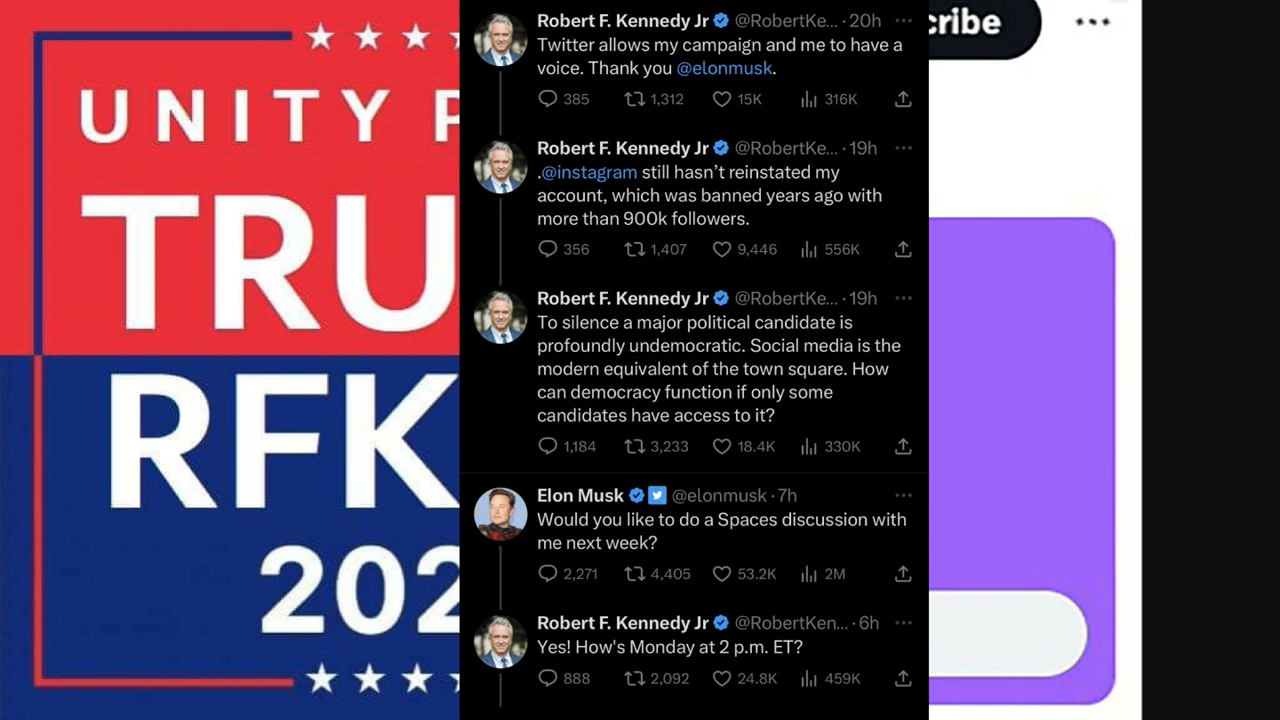 UNITY P
TRU
RFK
202
Robert F. Kennedy Jr @RobertKe... · 20h
Twitter allows my campaign and me to have a
voice. Thank you @elonmusk.
385 1,312 15K 316K
Robert F. Kennedy Jr @RobertKe... · 19h
.@instagram still hasn’t reinstated my
account, which was banned years ago with
more than 900k followers.
356 1,407 9,446 556K
Robert F. Kennedy Jr @RobertKe... · 19h
To silence a major political candidate is
profoundly undemocratic. Social media is the
modern equivalent of the town square. How
can democracy function if only some
candidates have access to it?
1,184 3,233 18.4K 330K
Elon Musk @elonmusk · 7h
Would you like to do a Spaces discussion with
me next week?
2,271 4,405 53.2K 2M
Robert F. Kennedy Jr @RobertKen... · 6h
Yes! How's Monday at 2 p.m. ET?
888 2,092 24.8K 459K
cribe